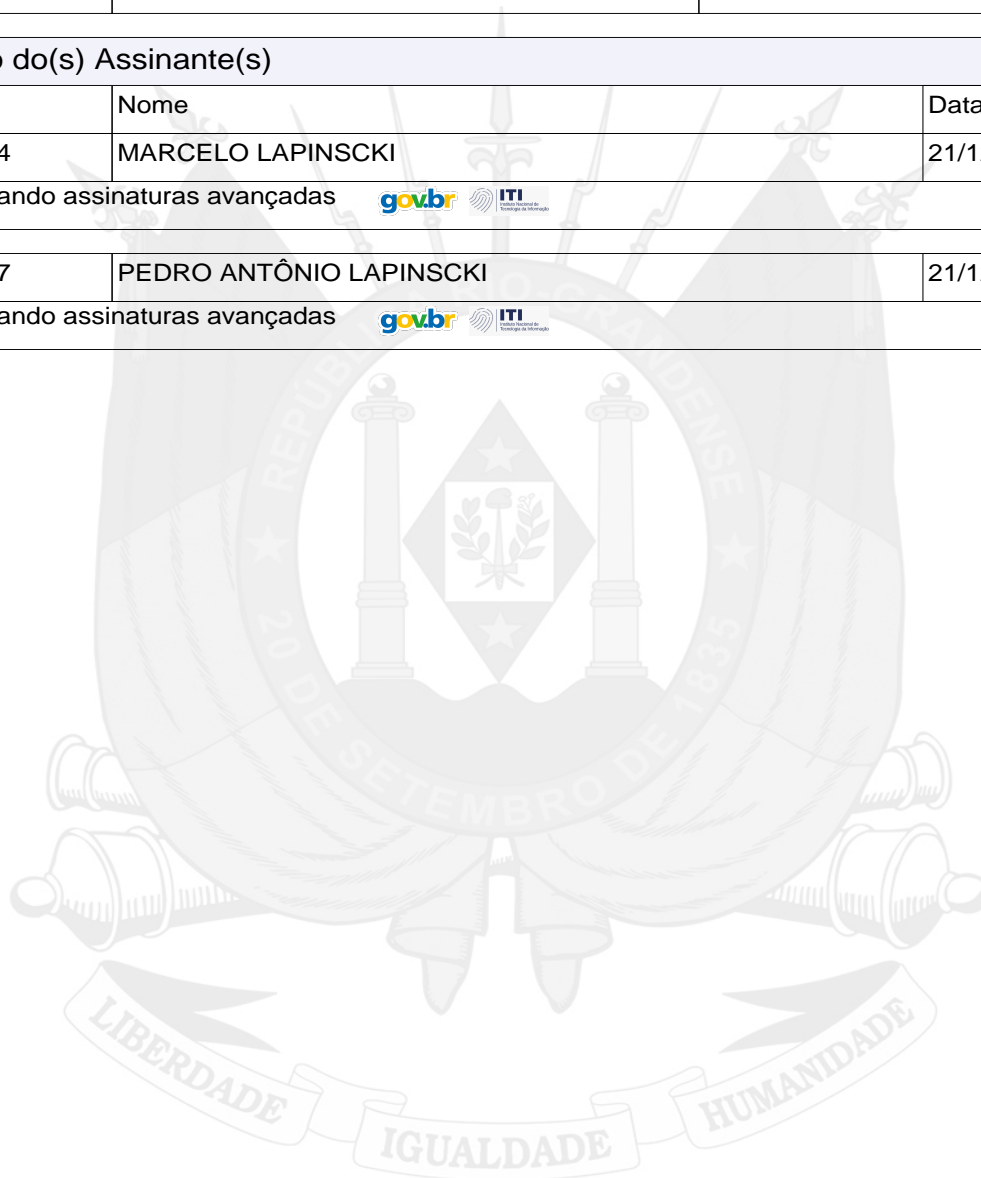 o do(s) Assinante(s)
Nome Data
4 MARCELO LAPINSCKI 21/1
ando assinaturas avançadas gov.br ITI
7 PEDRO ANTÔNIO LAPINSCKI 21/1
ando assinaturas avançadas gov.br ITI
REPÚBLICA RIO-GRANDENSE
20 DE SETEMBRO DE 1835
LIBERDADE IGUALDADE HUMANIDADE